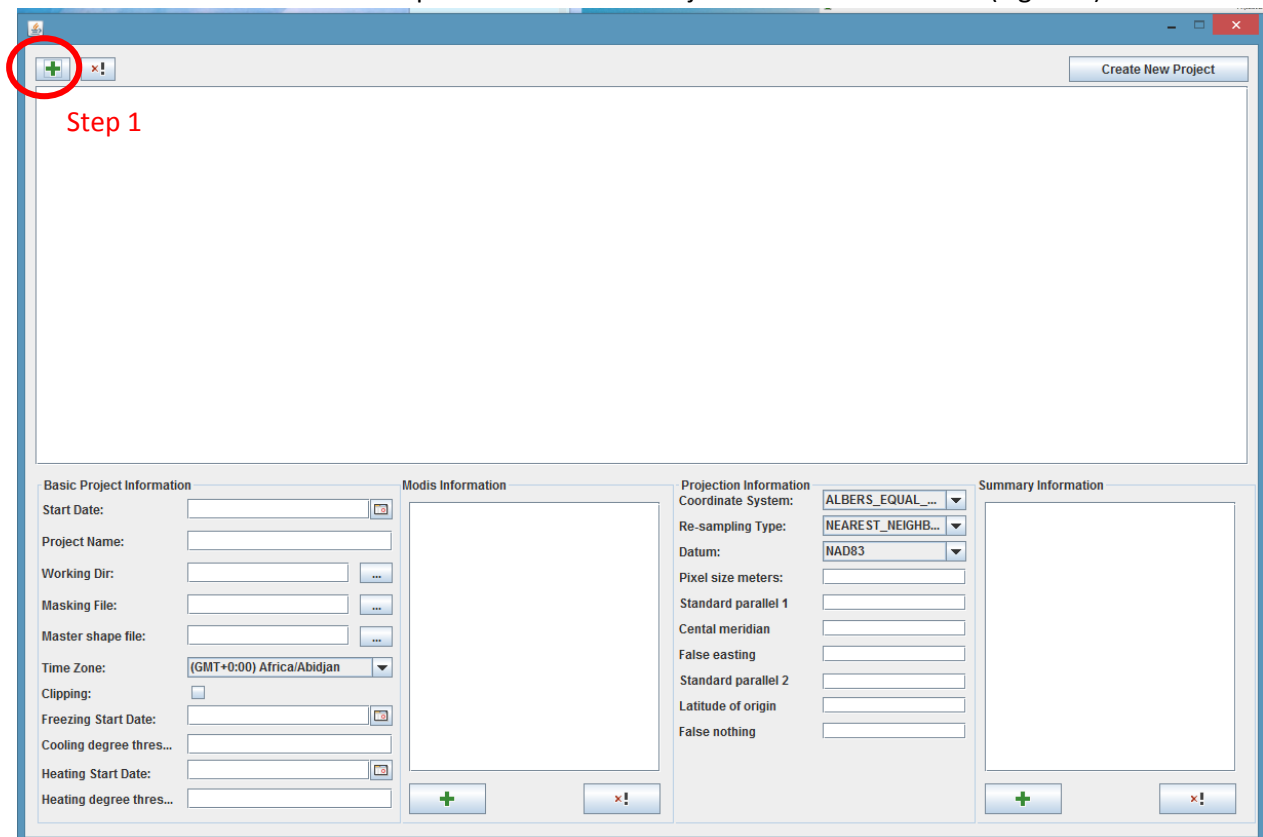 Create New Project
Step 1
Basic Project Information
Start Date:
Project Name:
Working Dir:
...
Masking File:
...
Master shape file:
...
Time Zone: (GMT+0:00) Africa/Abidjan
Clipping:
Freezing Start Date:
Cooling degree thres...
Heating Start Date:
Heating degree thres...
Modis Information
Projection Information
Coordinate System: ALBERS_EQUAL_...
Re-sampling Type: NEAREST_NEIGHB...
Datum: NAD83
Pixel size meters:
Standard parallel 1
Cental meridian
False easting
Standard parallel 2
Latitude of origin
False nothing
Summary Information